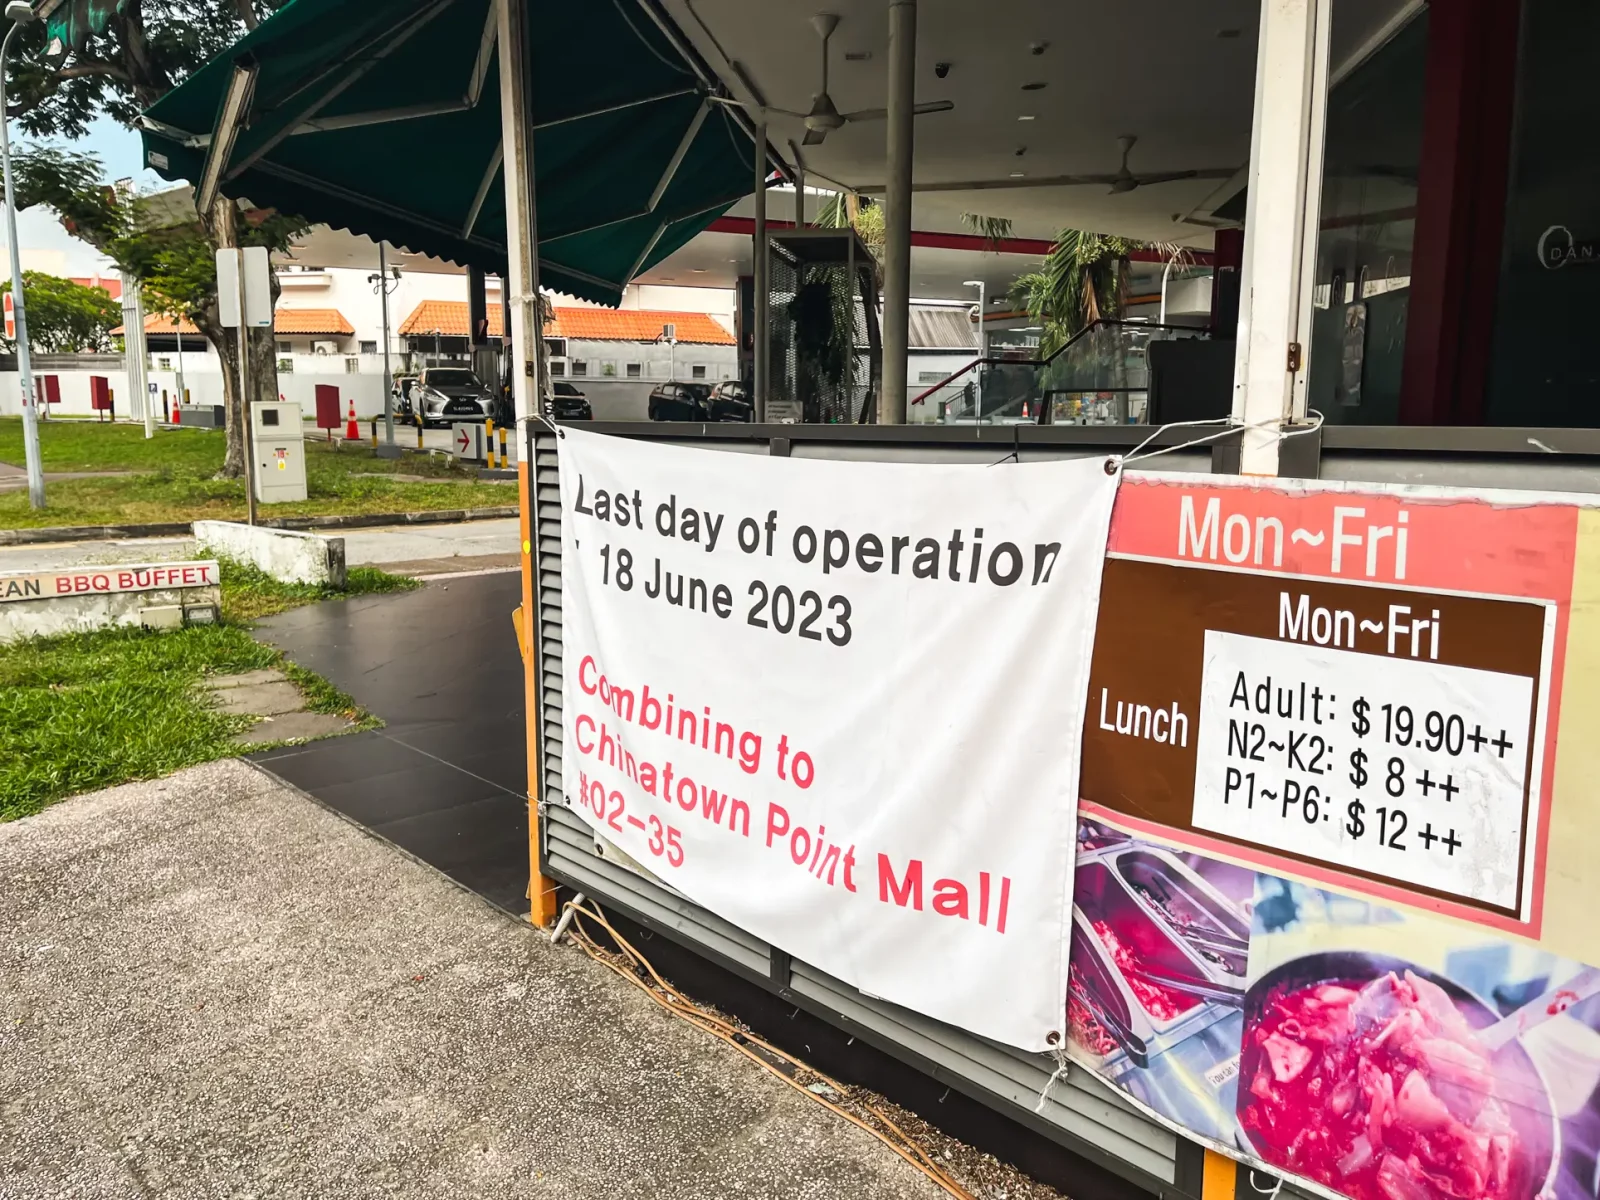 Last day of operation
18 June 2023
Combining to
Chinatown Point Mall
#02-35
Mon~Fri
Mon~Fri
Lunch
Adult: $ 19.90++
N2~K2: $ 8 ++
P1~P6: $ 12 ++
EAN BBQ BUFFET
DAN